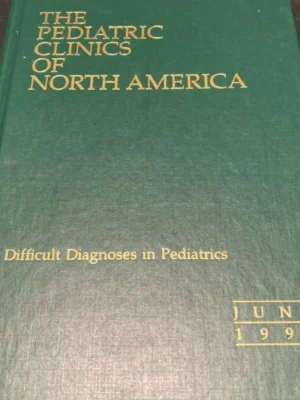 THE
PEDIATRIC
CLINICS
OF
NORTH AMERICA
Difficult Diagnoses in Pediatrics
JUN
199